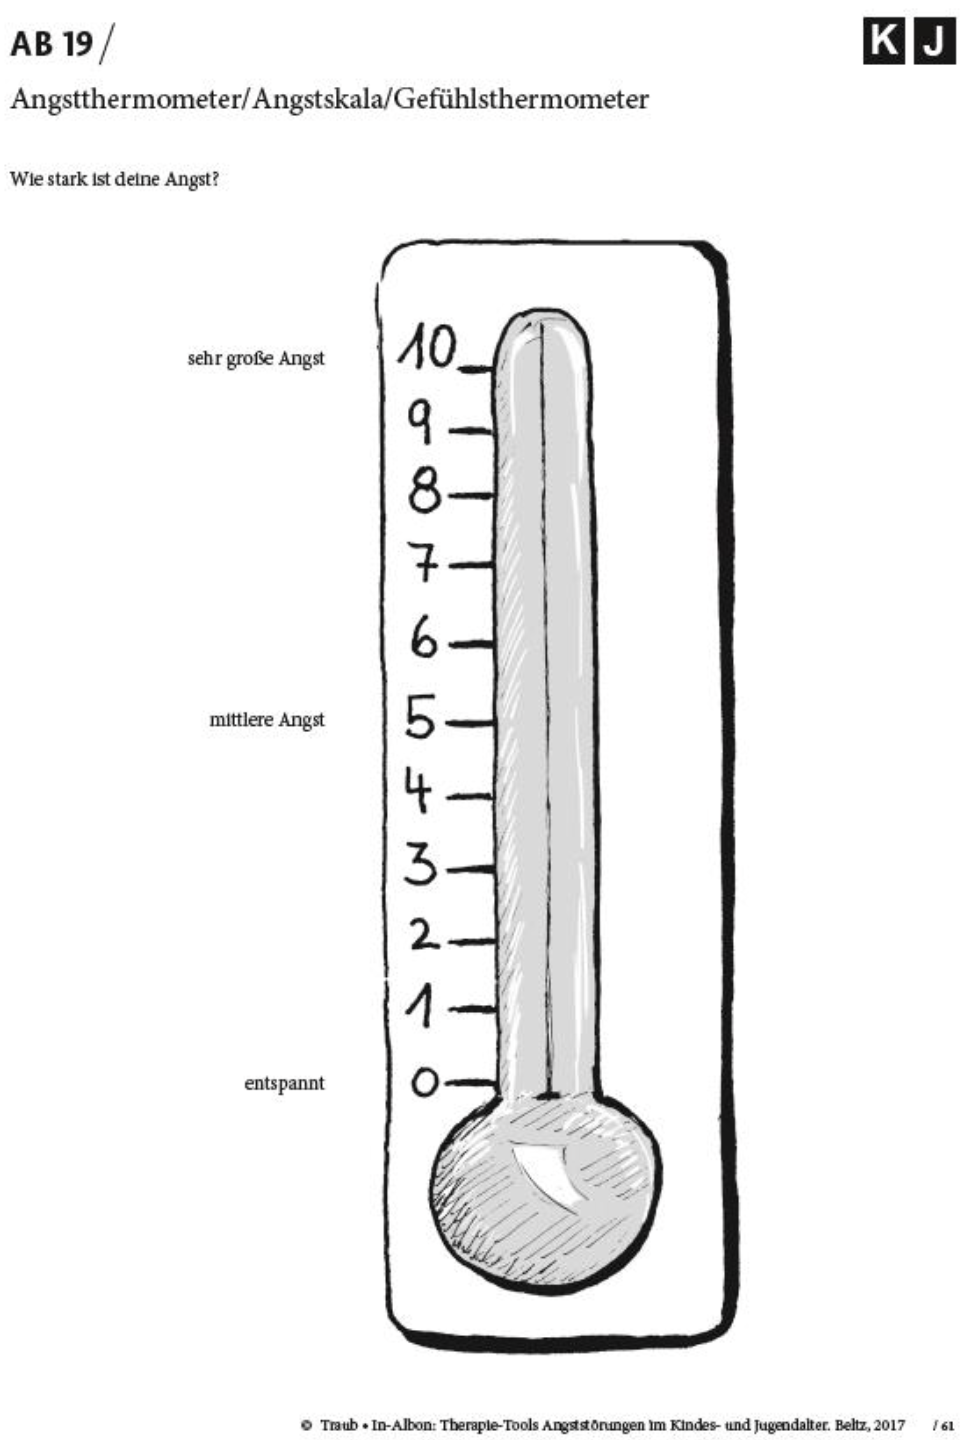 AB 19 /
K J
Angstthermometer/Angstskala/Gefühlsthermometer
Wie stark ist deine Angst?
sehr große Angst
10
9
8
7
6
mittlere Angst
5
4
3
2
1
entspannt
0
© Traub • In-Albon: Therapie-Tools Angststörungen im Kindes- und Jugendalter. Beltz, 2017 / 61